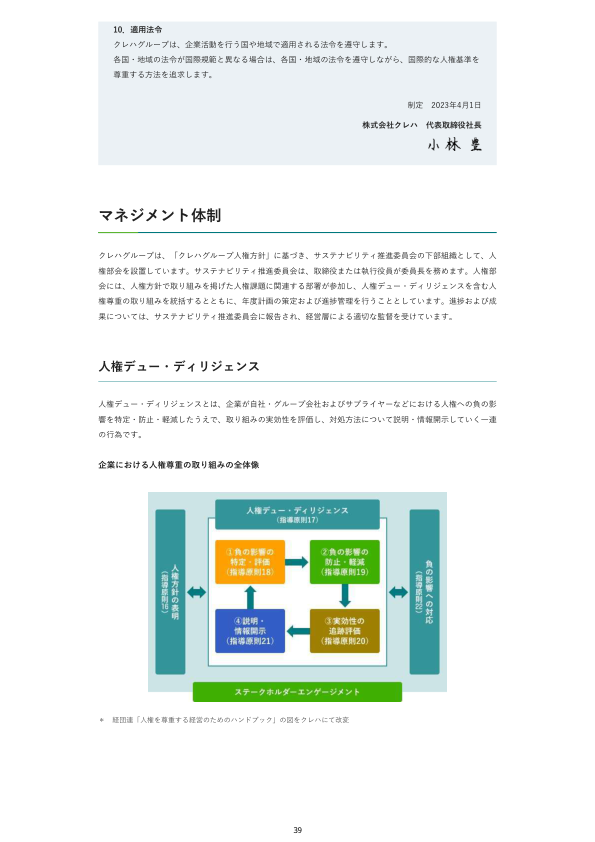 10. 適用法令
クレハグループは、企業活動を行う国や地域で適用される法令を遵守します。
各国・地域の法令が国際規範と異なる場合は、各国・地域の法令を遵守しながら、国際的な人権基準を
尊重する方法を追求します。
制定 2023年4月1日
株式会社クレハ 代表取締役社長
小林 豊
マネジメント体制
クレハグループは、「クレハグループ人権方針」に基づき、サステナビリティ推進委員会の下部組織として、人
権部会を設置しています。サステナビリティ推進委員会は、取締役または執行役員が委員長を務めます。人権部
会には、人権方針で取り組みを掲げた人権課題に関連する部署が参加し、人権デュー・ディリジェンスを含む人
権尊重の取り組みを統括するとともに、年度計画の策定および進捗管理を行うこととしています。進捗および成
果については、サステナビリティ推進委員会に報告され、経営層による適切な監督を受けています。
人権デュー・ディリジェンス
人権デュー・ディリジェンスとは、企業が自社・グループ会社およびサプライヤーなどにおける人権への負の影
響を特定・防止・軽減したうえで、取り組みの実効性を評価し、対処方法について説明・情報開示していく一連
の行為です。
企業における人権尊重の取り組みの全体像
人権デュー・ディリジェンス
(指導原則17)
人権方針の表明
(指導原則16)
①負の影響の
特定・評価
(指導原則18)
②負の影響の
防止・軽減
(指導原則19)
④説明・
情報開示
(指導原則21)
③実効性の
追跡評価
(指導原則20)
負の影響への対応
(指導原則22)
ステークホルダーエンゲージメント
* 経団連「人権を尊重する経営のためのハンドブック」の図をクレハにて改変
39